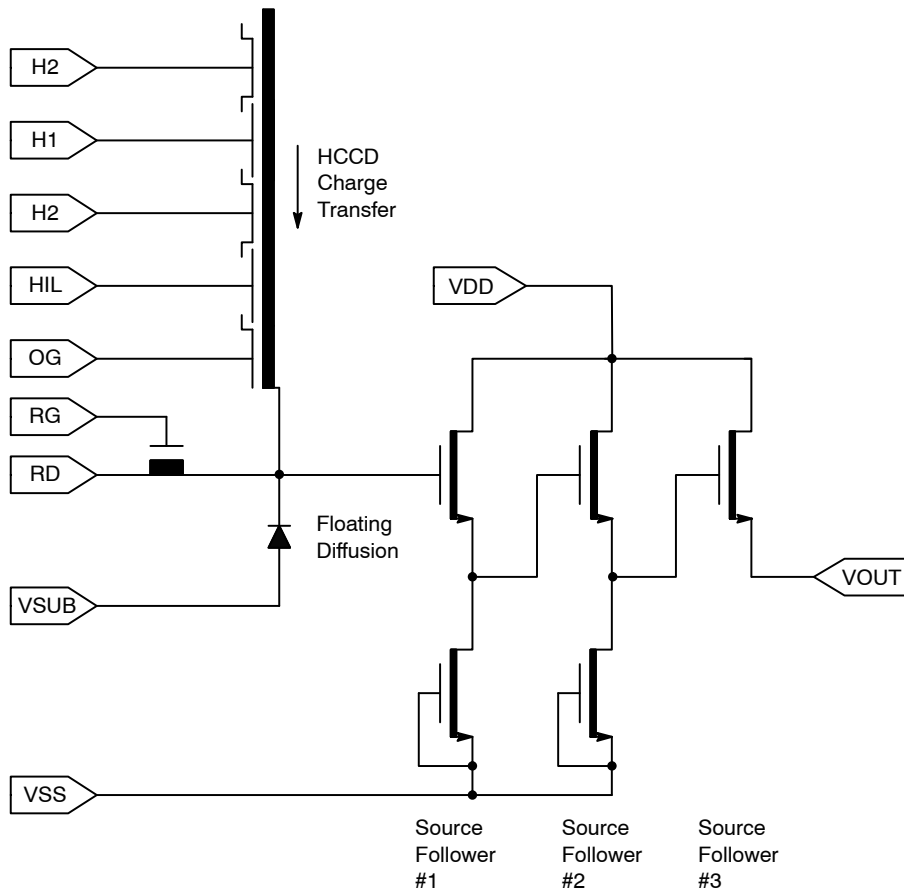 H2
H1
HCCD
Charge
Transfer
H2
HIL
VDD
OG
RG
RD
Floating
Diffusion
VOUT
VSUB
VSS
Source
Follower
#1
Source
Follower
#2
Source
Follower
#3